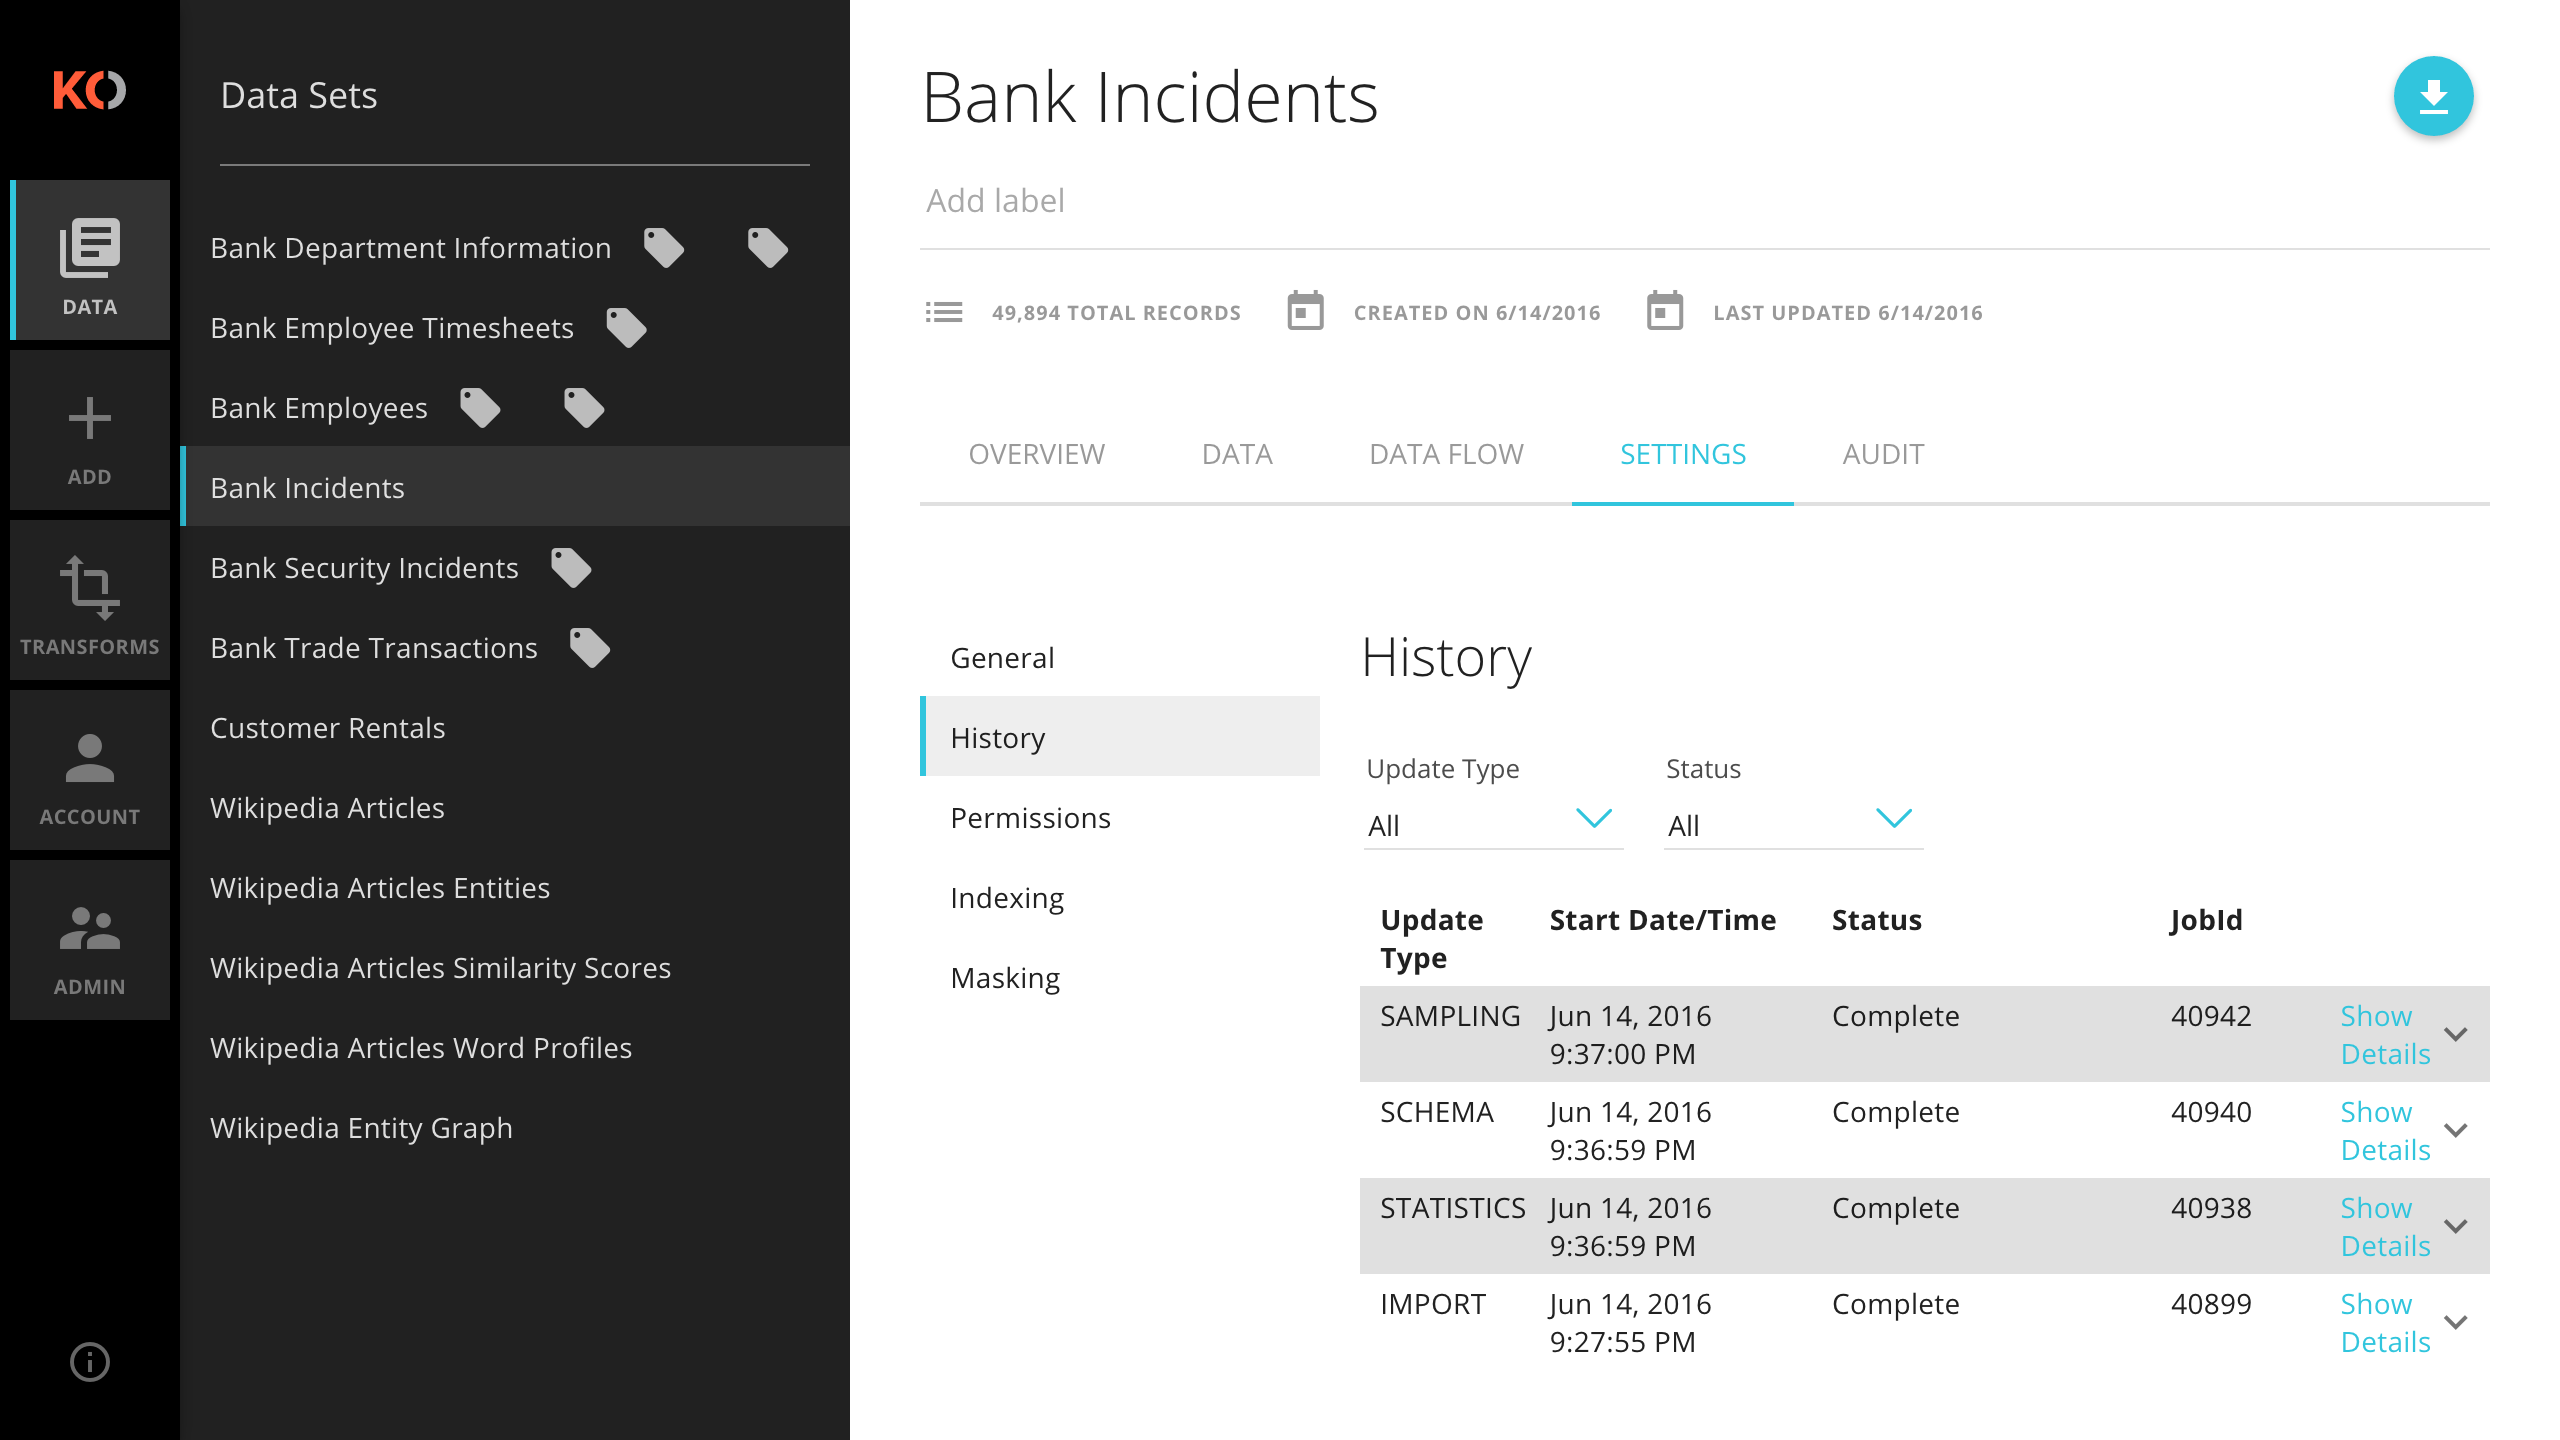 KO
DATA
ADD
TRANSFORMS
ACCOUNT
ADMIN
Data Sets
Bank Department Information
Bank Employee Timesheets
Bank Employees
Bank Incidents
Bank Security Incidents
Bank Trade Transactions
Customer Rentals
Wikipedia Articles
Wikipedia Articles Entities
Wikipedia Articles Similarity Scores
Wikipedia Articles Word Profiles
Wikipedia Entity Graph
Bank Incidents
Add label
49,894 TOTAL RECORDS CREATED ON 6/14/2016 LAST UPDATED 6/14/2016
OVERVIEW DATA DATA FLOW SETTINGS AUDIT
General
History
Permissions
Indexing
Masking
History
Update Type Status
All All
Update Start Date/Time Status JobId
Type
SAMPLING Jun 14, 2016 Complete 40942 Show
9:37:00 PM Details
SCHEMA Jun 14, 2016 Complete 40940 Show
9:36:59 PM Details
STATISTICS Jun 14, 2016 Complete 40938 Show
9:36:59 PM Details
IMPORT Jun 14, 2016 Complete 40899 Show
9:27:55 PM Details